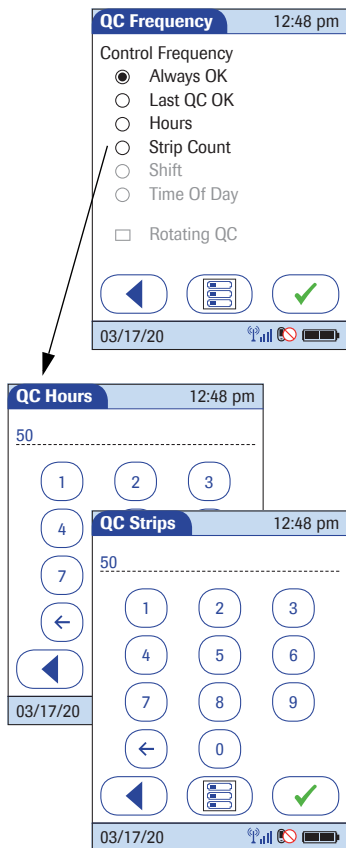 QC Frequency 12:48 pm
Control Frequency
Always OK
Last QC OK
Hours
Strip Count
Shift
Time Of Day
Rotating QC
03/17/20
QC Hours 12:48 pm
50
1 2 3
4
7
←
03/17/20
QC Strips 12:48 pm
50
1 2 3
4 5 6
7 8 9
← 0
03/17/20